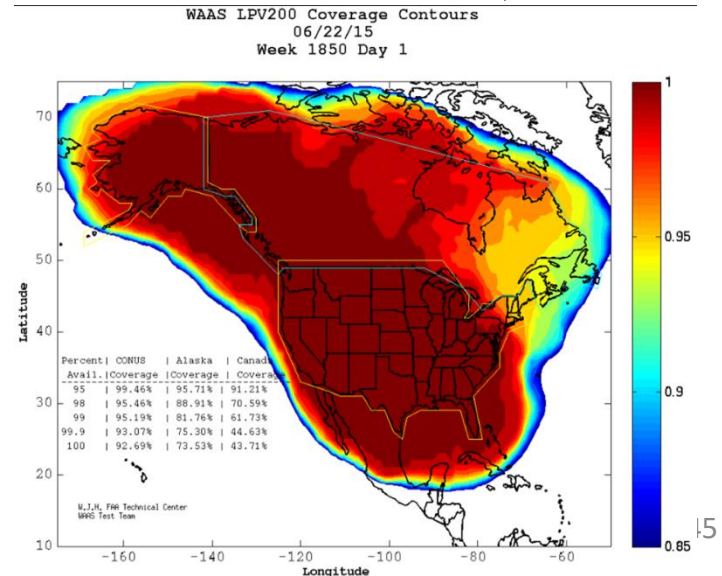 WAAS LPV200 Coverage Contours
06/22/15
Week 1850 Day 1
70
60
50
40
30
20
10
Latitude
Percent| CONUS | Alaska | Canad
Avail.|Coverage |Coverage | Coverage
95 | 99.46% | 95.71% | 91.21%
98 | 95.46% | 88.91% | 70.59%
99 | 95.19% | 81.76% | 61.73%
99.9 | 93.07% | 75.30% | 44.63%
100 | 92.69% | 73.53% | 43.71%
W.J.H. FAA Technical Center
WAAS Test Team
-160 -140 -120 -100 -80 -60
Longitude
1
0.95
0.9
0.85
45